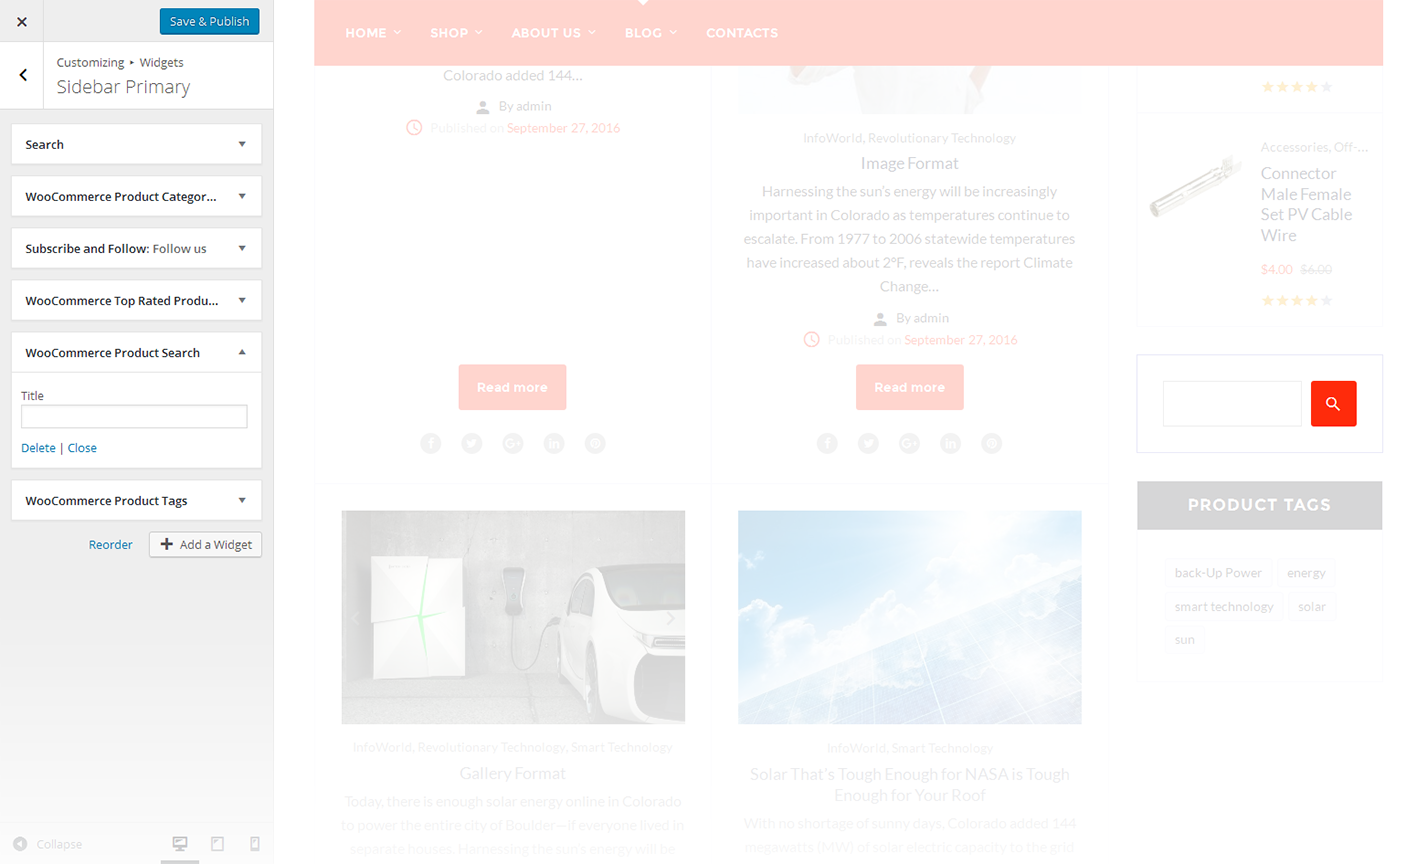 Save & Publish
Customizing ▸ Widgets
Sidebar Primary
Search
WooCommerce Product Categor...
Subscribe and Follow: Follow us
WooCommerce Top Rated Produ...
WooCommerce Product Search
Title
Delete | Close
WooCommerce Product Tags
Reorder
Add a Widget
Collapse
HOME
SHOP
ABOUT US
BLOG
CONTACTS
Colorado added 144...
By admin
Published on September 27, 2016
Read more
InfoWorld, Revolutionary Technology
Image Format
Harnessing the sun's energy will be increasingly
important in Colorado as temperatures continue to
escalate. From 1977 to 2006 statewide temperatures
have increased about 2°F, reveals the report Climate
Change...
By admin
Published on September 27, 2016
Read more
InfoWorld, Revolutionary Technology, Smart Technology
Gallery Format
Today, there is enough solar energy online in Colorado
to power the entire city of Boulder—if everyone lived in
separate houses. Harnessing the sun's energy will be
InfoWorld, Smart Technology
Solar That's Tough Enough for NASA is Tough
Enough for Your Roof
With no shortage of sunny days, Colorado added 144
megawatts (MW) of solar electric capacity to the grid
Accessories, Off-...
Connector
Male Female
Set PV Cable
Wire
$4.00 $6.00
PRODUCT TAGS
back-Up Power
energy
smart technology
solar
sun